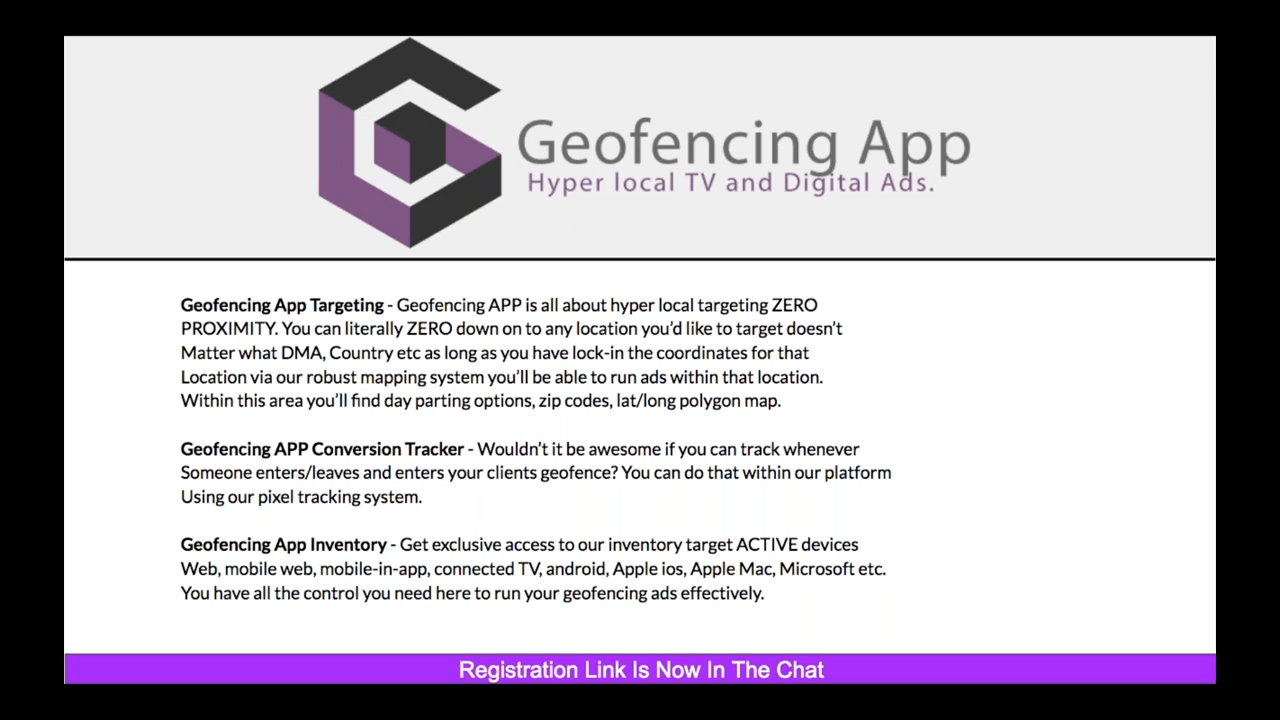 Geofencing App
Hyper local TV and Digital Ads.
Geofencing App Targeting - Geofencing APP is all about hyper local targeting ZERO
PROXIMITY. You can literally ZERO down on to any location you'd like to target doesn't
Matter what DMA, Country etc as long as you have lock-in the coordinates for that
Location via our robust mapping system you'll be able to run ads within that location.
Within this area you'll find day parting options, zip codes, lat/long polygon map.
Geofencing APP Conversion Tracker - Wouldn't it be awesome if you can track whenever
Someone enters/leaves and enters your clients geofence? You can do that within our platform
Using our pixel tracking system.
Geofencing App Inventory - Get exclusive access to our inventory target ACTIVE devices
Web, mobile web, mobile-in-app, connected TV, android, Apple ios, Apple Mac, Microsoft etc.
You have all the control you need here to run your geofencing ads effectively.
Registration Link Is Now In The Chat